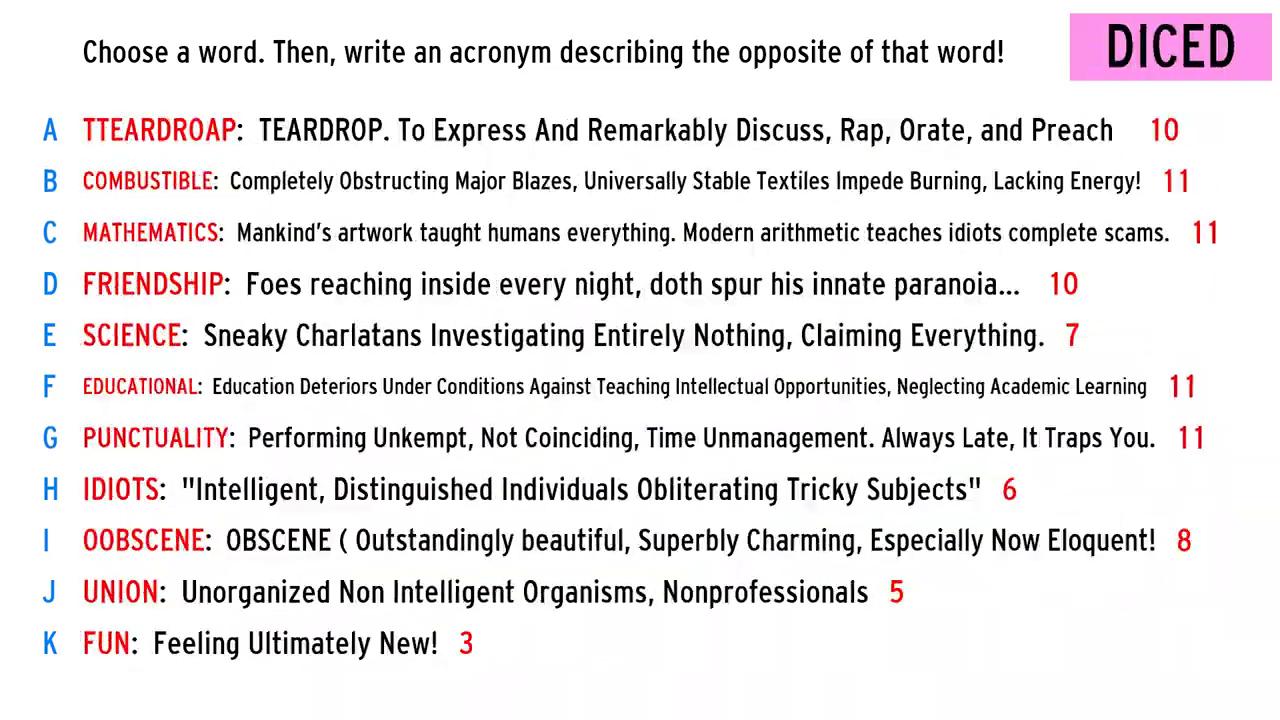 Choose a word. Then, write an acronym describing the opposite of that word! DICED
A TTEARDROAP: TEARDROP. To Express And Remarkably Discuss, Rap, Orate, and Preach 10
B COMBUSTIBLE: Completely Obstructing Major Blazes, Universally Stable Textiles Impede Burning, Lacking Energy! 11
C MATHEMATICS: Mankind's artwork taught humans everything. Modern arithmetic teaches idiots complete scams. 11
D FRIENDSHIP: Foes reaching inside every night, doth spur his innate paranoia... 10
E SCIENCE: Sneaky Charlatans Investigating Entirely Nothing, Claiming Everything. 7
F EDUCATIONAL: Education Deteriors Under Conditions Against Teaching Intellectual Opportunities, Neglecting Academic Learning 11
G PUNCTUALITY: Performing Unkempt, Not Coinciding, Time Unmanagement. Always Late, It Traps You. 11
H IDIOTS: "Intelligent, Distinguished Individuals Obliterating Tricky Subjects" 6
I OOBSCENE: OBSCENE ( Outstandingly beautiful, Superbly Charming, Especially Now Eloquent! 8
J UNION: Unorganized Non Intelligent Organisms, Nonprofessionals 5
K FUN: Feeling Ultimately New! 3